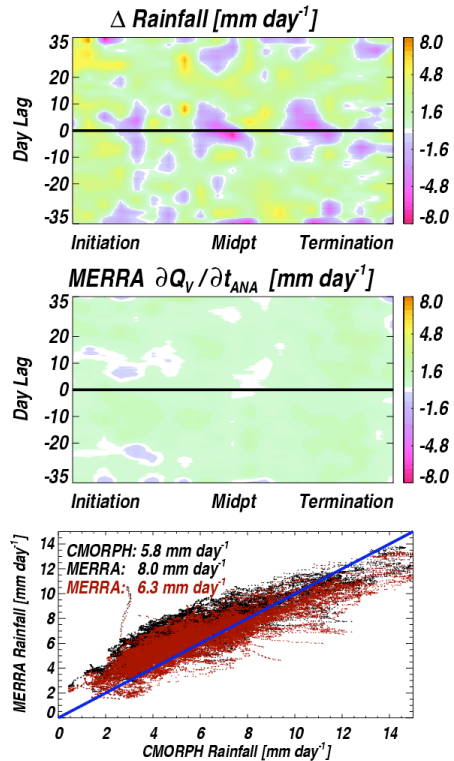 Δ Rainfall [mm day⁻¹]
35
20
10
0
-10
-20
-35
Day Lag
8.0
4.8
1.6
-1.6
-4.8
-8.0
Initiation Midpt Termination
MERRA ∂Q_V / ∂t_ANA [mm day⁻¹]
35
20
10
0
-10
-20
-35
Day Lag
8.0
4.8
1.6
-1.6
-4.8
-8.0
Initiation Midpt Termination
14
12
10
8
6
4
2
0
MERRA Rainfall [mm day⁻¹]
CMORPH: 5.8 mm day⁻¹
MERRA: 8.0 mm day⁻¹
MERRA: 6.3 mm day⁻¹
0 2 4 6 8 10 12 14
CMORPH Rainfall [mm day⁻¹]